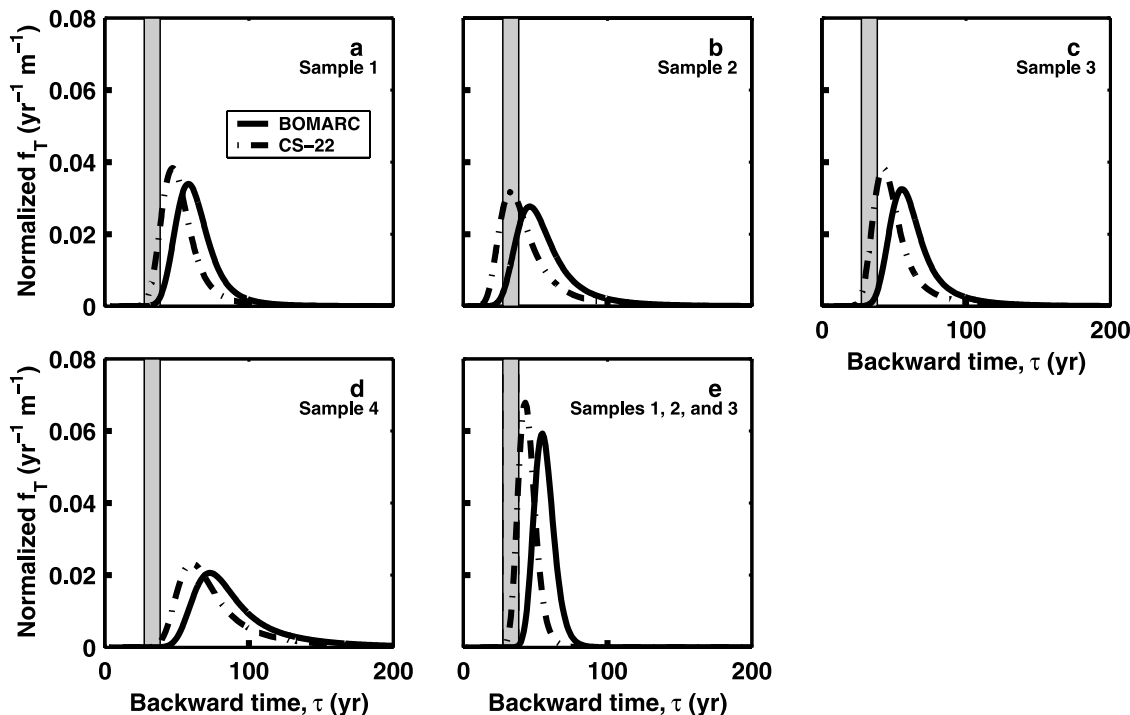 0.08
0.06
0.04
0.02
0
Normalized f_T (yr⁻¹ m⁻¹)
a
Sample 1
BOMARC
CS−22
b
Sample 2
c
Sample 3
0 100 200
Backward time, τ (yr)
0.08
0.06
0.04
0.02
0
Normalized f_T (yr⁻¹ m⁻¹)
d
Sample 4
0 100 200
Backward time, τ (yr)
e
Samples 1, 2, and 3
0 100 200
Backward time, τ (yr)